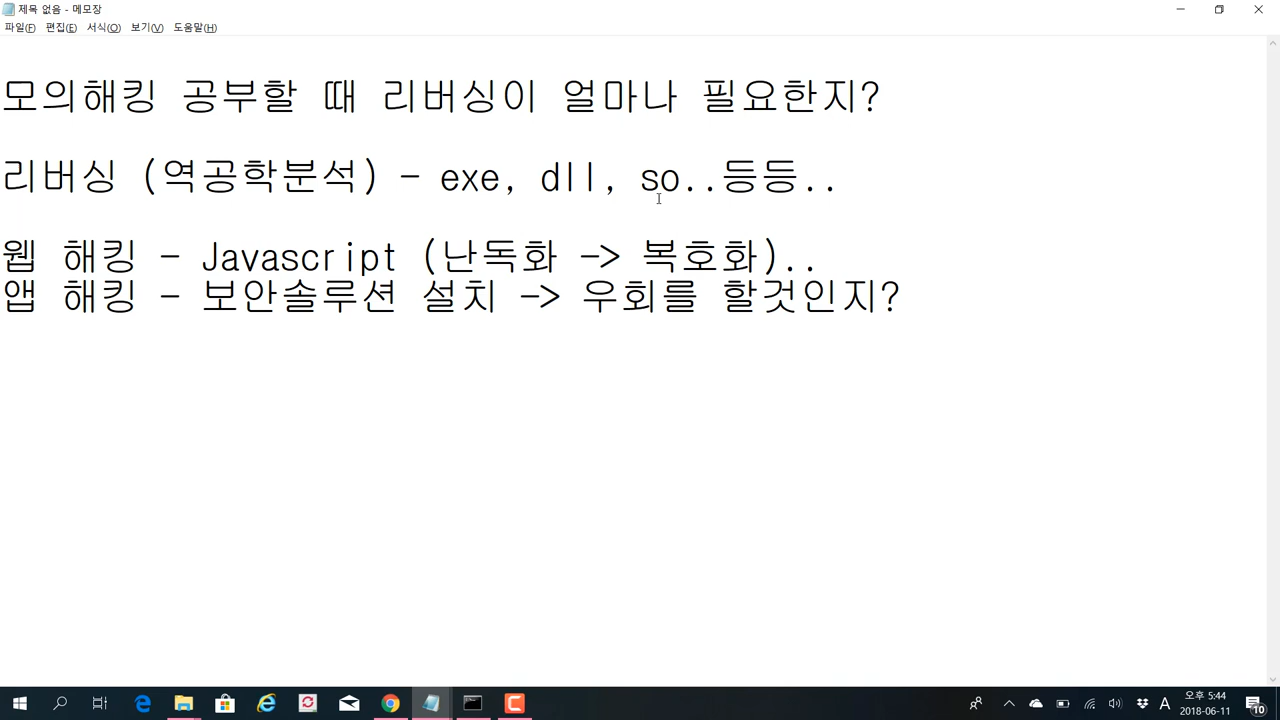 제목 없음 - 메모장
파일(F) 편집(E) 서식(O) 보기(V) 도움말(H)
모의해킹 공부할 때 리버싱이 얼마나 필요한지?
리버싱 (역공학분석) - exe, dll, so..등등..
웹 해킹 - Javascript (난독화 -> 복호화)..
앱 해킹 - 보안솔루션 설치 -> 우회를 할것인지?
A
오후 5:44
2018-06-11
10